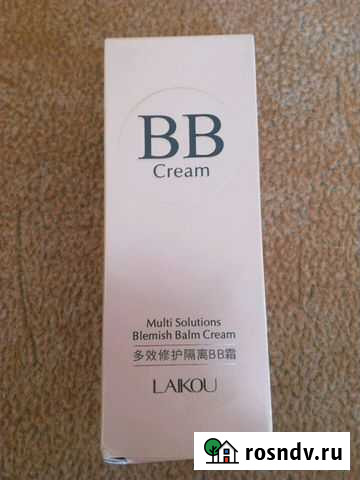 BB
Cream
Multi Solutions
Blemish Balm Cream
多效修护隔离BB霜
LAIKOU
rosndv.ru